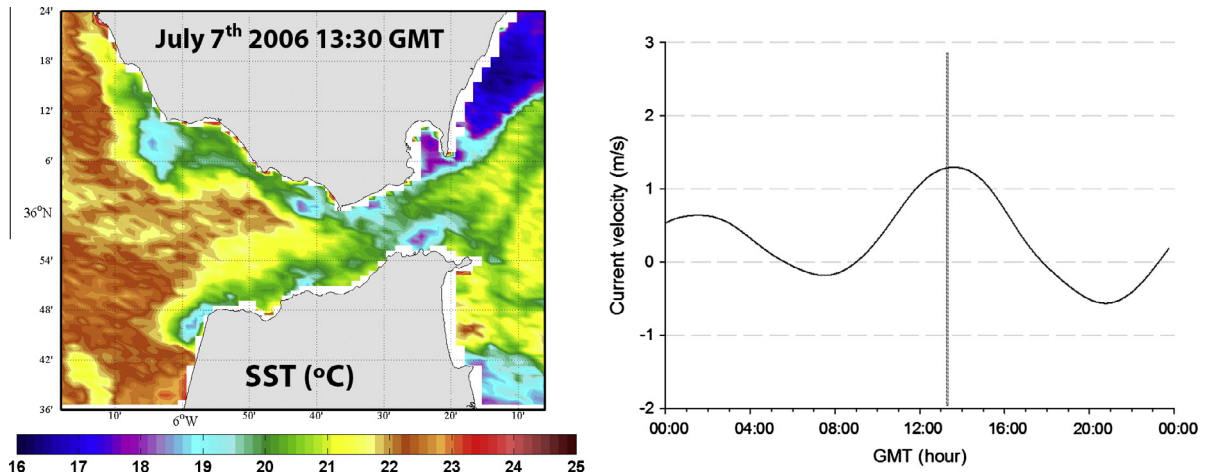 July 7th 2006 13:30 GMT
24’
18’
12’
6’
36°N
54’
48’
42’
36’
SST (°C)
10’ 6°W 50’ 40’ 30’ 20’ 10’
16 17 18 19 20 21 22 23 24 25
Current velocity (m/s)
3
2
1
0
-1
-2
00:00 04:00 08:00 12:00 16:00 20:00 00:00
GMT (hour)